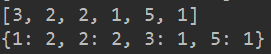 [3, 2, 2, 1, 5, 1]
{1: 2, 2: 2, 3: 1, 5: 1}